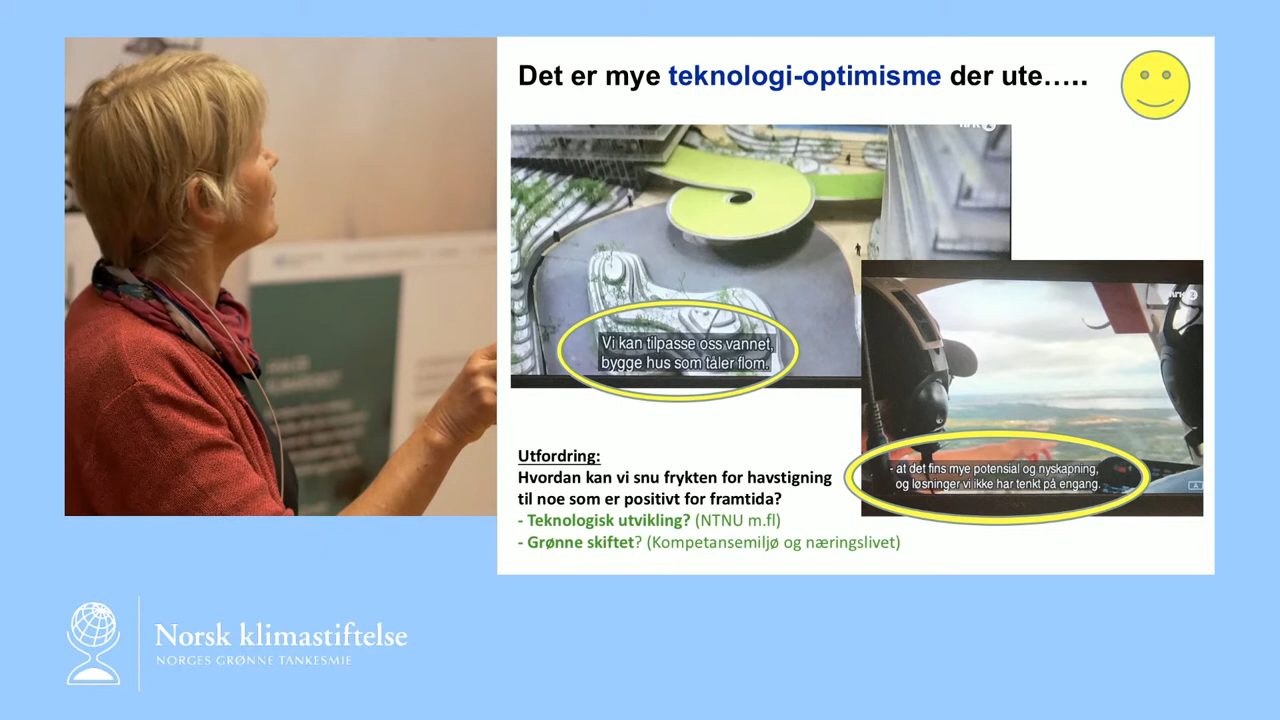 Det er mye teknologi-optimisme der ute…..
Vi kan tilpasse oss vannet,
bygge hus som tåler flom.
- at det fins mye potensial og nyskapning,
og løsninger vi ikke har tenkt på engang.
Utfordring:
Hvordan kan vi snu frykten for havstigning
til noe som er positivt for framtida?
- Teknologisk utvikling? (NTNU m.fl)
- Grønne skiftet? (Kompetansemiljø og næringslivet)
Norsk klimastiftelse
NORGES GRØNNE TANKESMIE